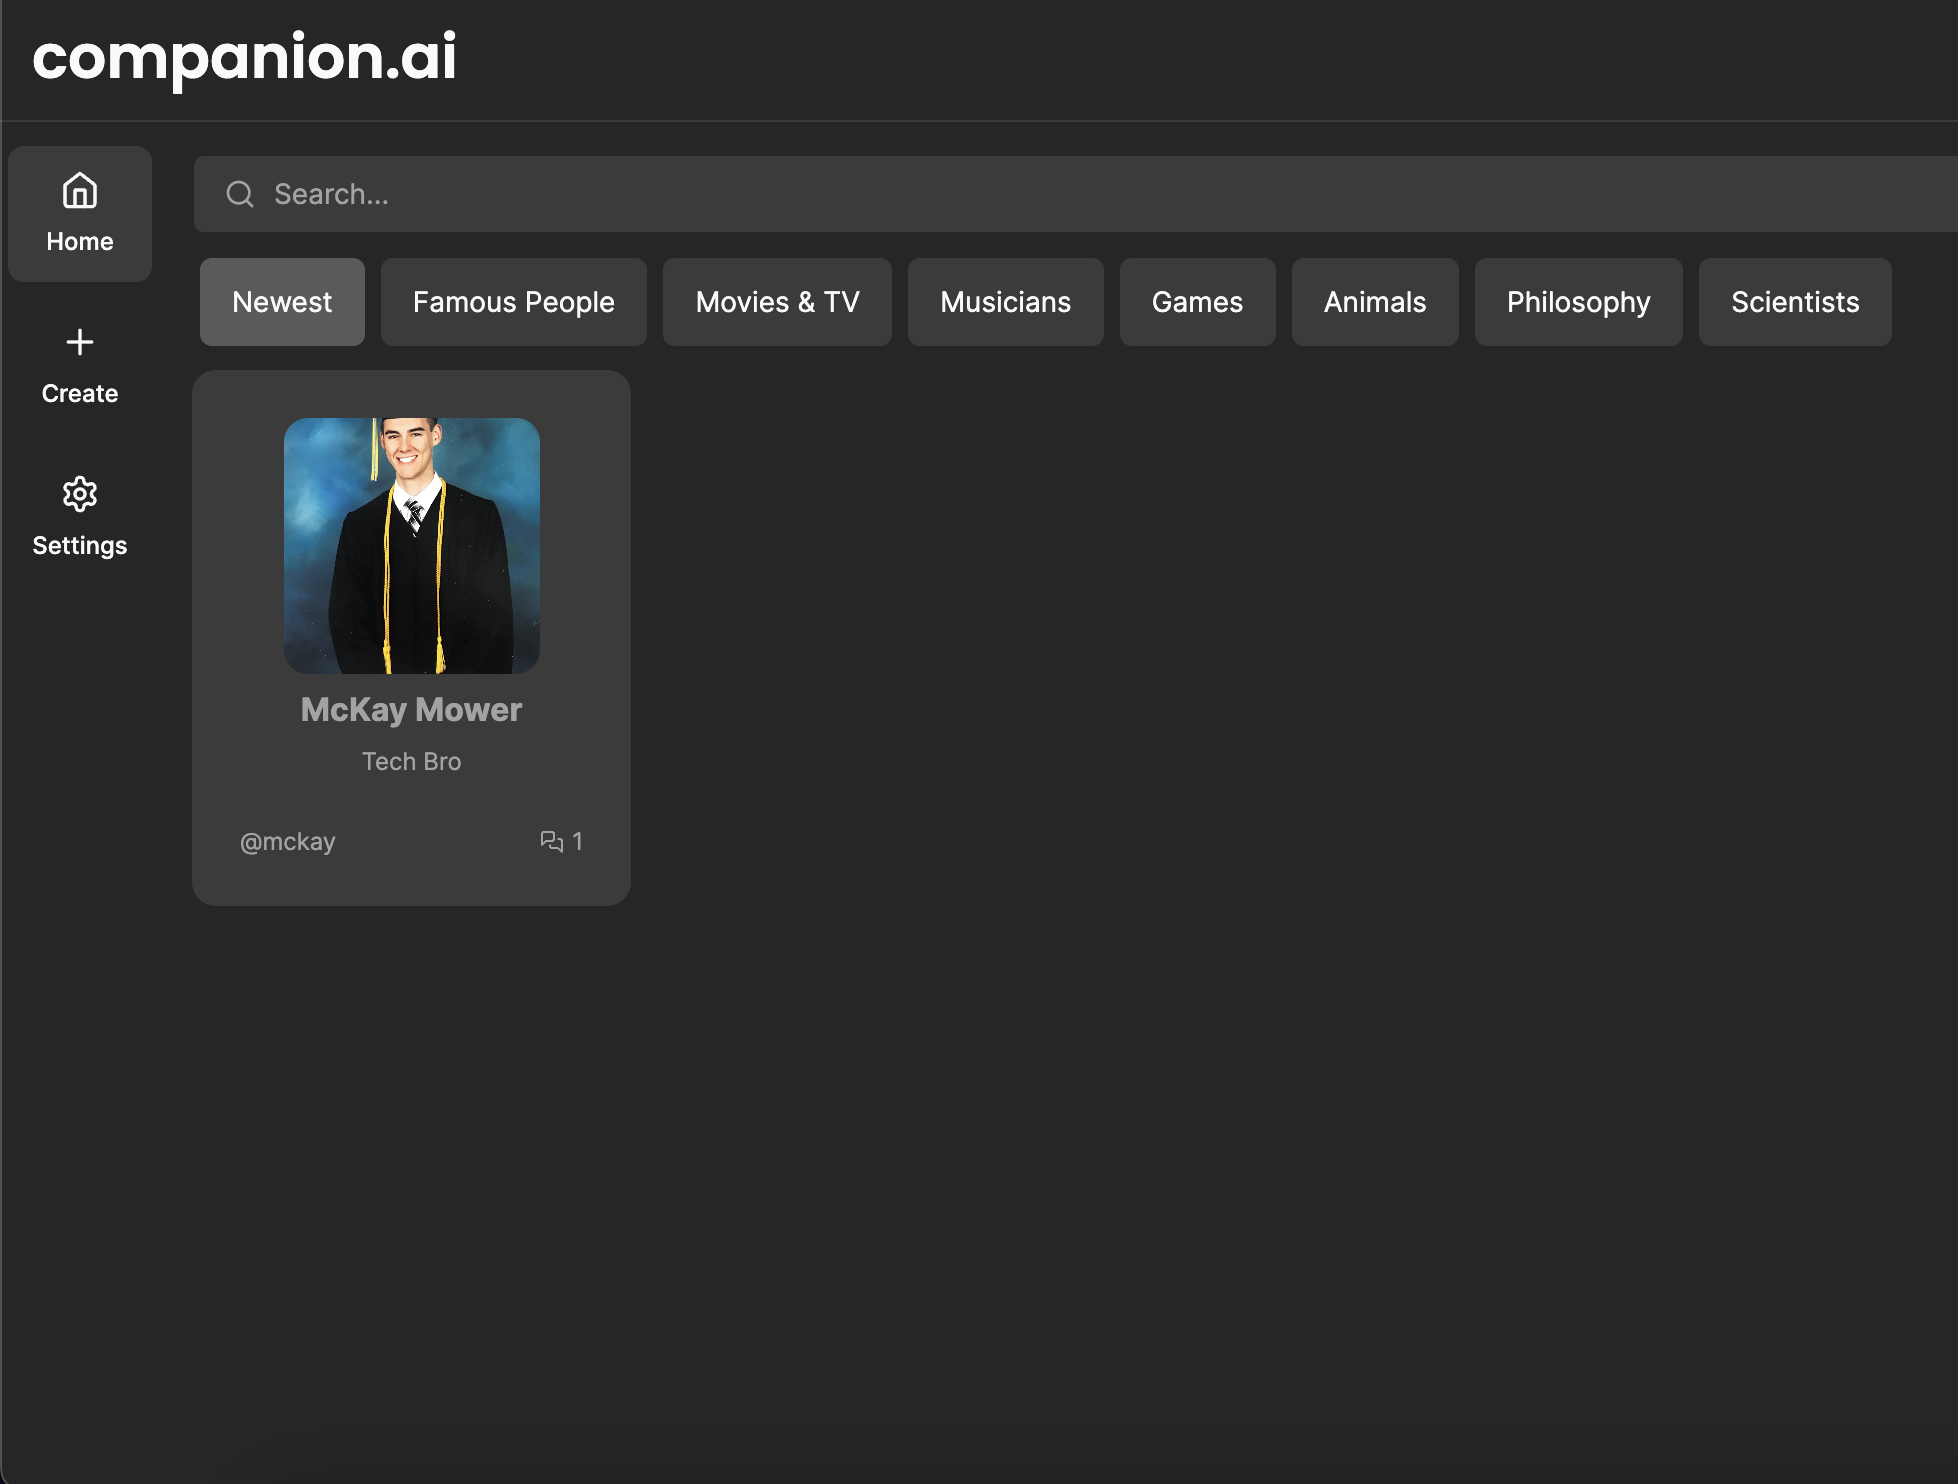 companion.ai
Home
Search...
Newest Famous People Movies & TV Musicians Games Animals Philosophy Scientists
Create
Settings
McKay Mower
Tech Bro
@mckay 1